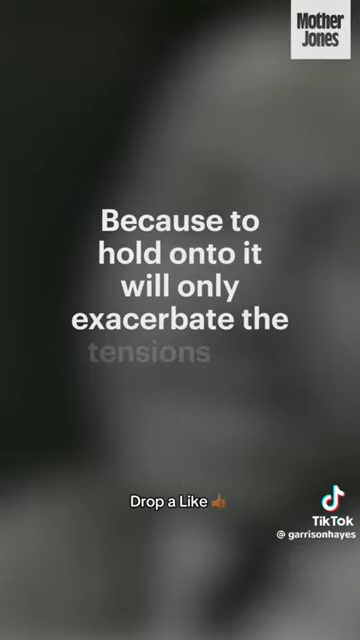 Mother
Jones
Because to
hold onto it
will only
exacerbate the
tensions
Drop a Like 👍🏾
TikTok
@ garrisonhayes